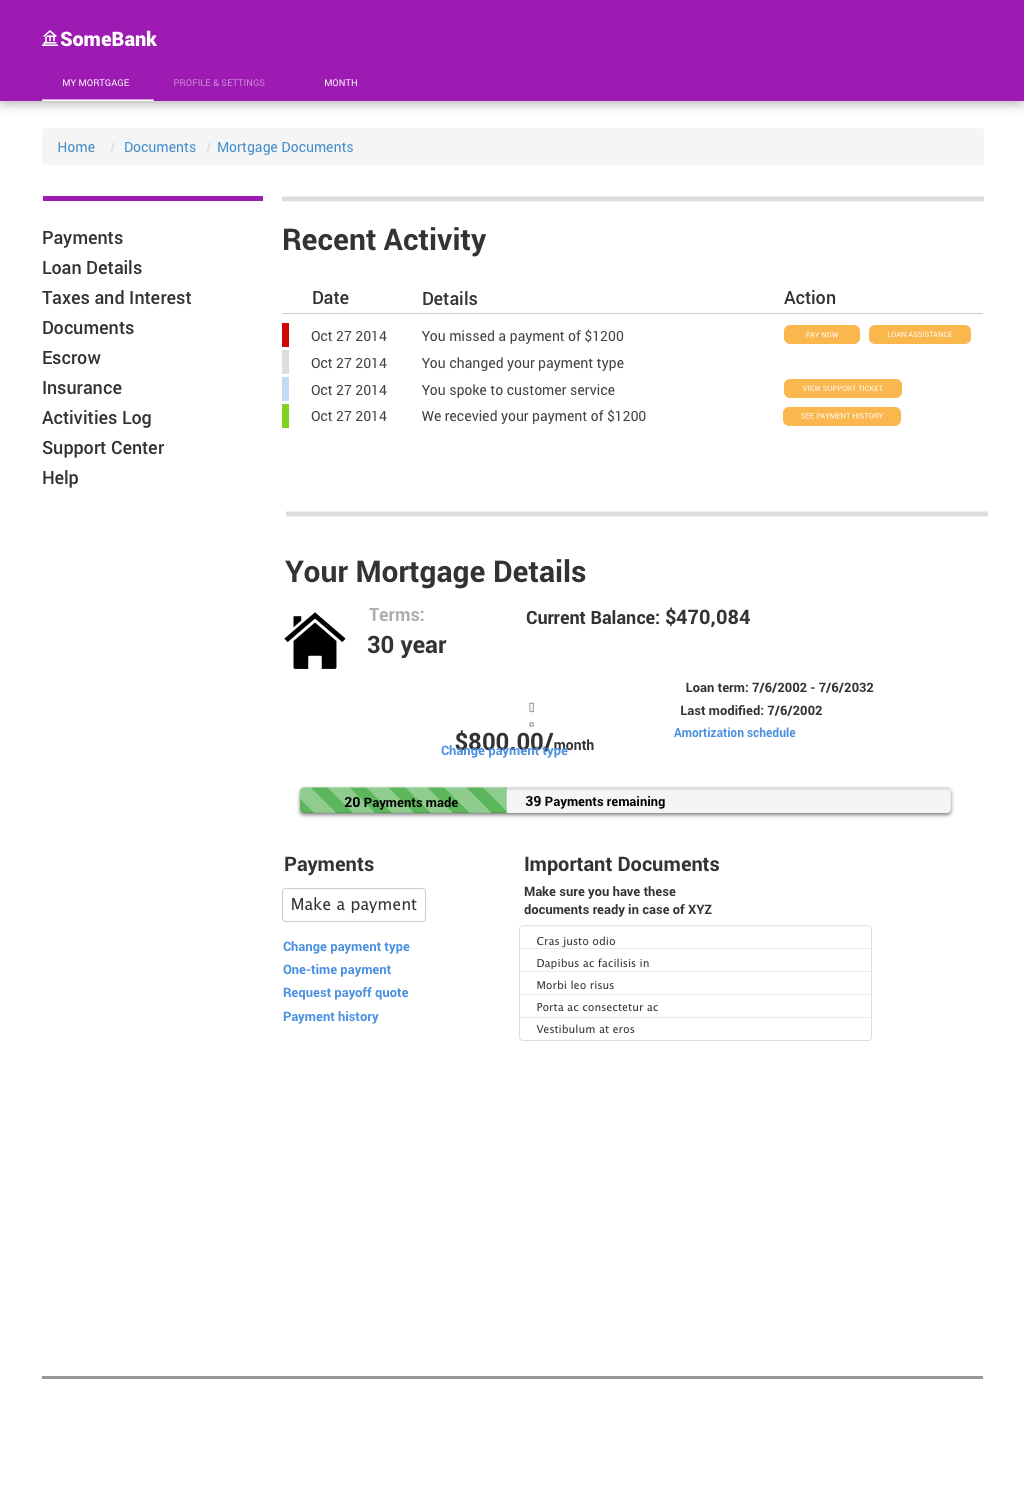 SomeBank
MY MORTGAGE PROFILE & SETTINGS MONTH
Home / Documents / Mortgage Documents
Payments
Loan Details
Taxes and Interest
Documents
Escrow
Insurance
Activities Log
Support Center
Help
Recent Activity
Date Details Action
Oct 27 2014 You missed a payment of $1200 PAY NOW LOAN ASSISTANCE
Oct 27 2014 You changed your payment type
Oct 27 2014 You spoke to customer service VIEW SUPPORT TICKET
Oct 27 2014 We recevied your payment of $1200 SEE PAYMENT HISTORY
Your Mortgage Details
Terms:
30 year
Current Balance: $470,084
Loan term: 7/6/2002 - 7/6/2032
Last modified: 7/6/2002
Amortization schedule
$800.00/month
Change payment type
20 Payments made 39 Payments remaining
Payments
Make a payment
Change payment type
One-time payment
Request payoff quote
Payment history
Important Documents
Make sure you have these
documents ready in case of XYZ
Cras justo odio
Dapibus ac facilisis in
Morbi leo risus
Porta ac consectetur ac
Vestibulum at eros